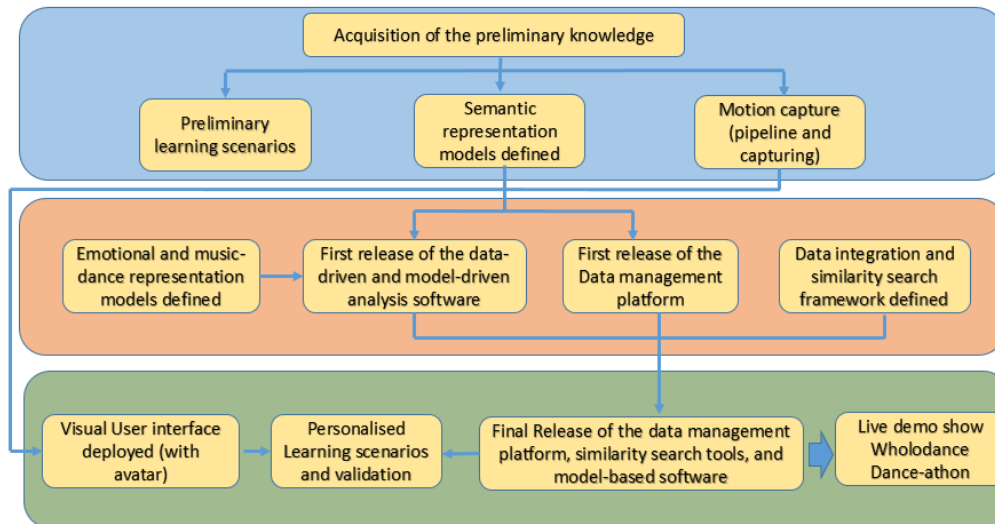 Acquisition of the preliminary knowledge
Preliminary
learning scenarios
Semantic
representation
models defined
Motion capture
(pipeline and
capturing)
Emotional and music-
dance representation
models defined
First release of the data-
driven and model-driven
analysis software
First release of the
Data management
platform
Data integration and
similarity search
framework defined
Visual User interface
deployed (with
avatar)
Personalised
Learning scenarios
and validation
Final Release of the data management
platform, similarity search tools, and
model-based software
Live demo show
Wholodance
Dance-athon